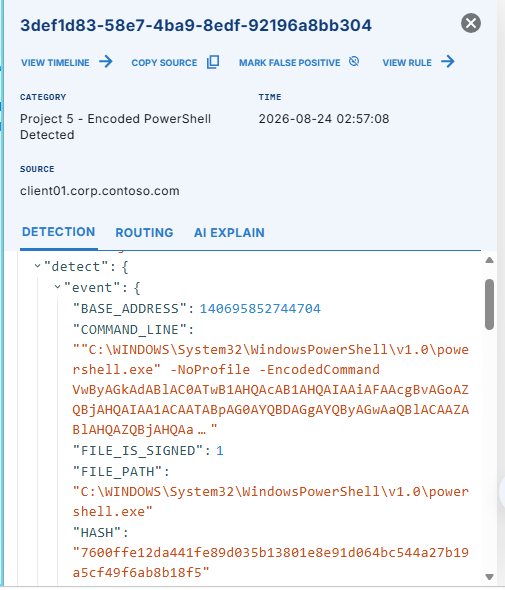 3def1d83-58e7-4ba9-8edf-92196a8bb304
VIEW TIMELINE COPY SOURCE MARK FALSE POSITIVE VIEW RULE
CATEGORY TIME
Project 5 - Encoded PowerShell 2026-08-24 02:57:08
Detected
SOURCE
client01.corp.contoso.com
DETECTION ROUTING AI EXPLAIN
"detect": {
"event": {
"BASE_ADDRESS": 140695852744704
"COMMAND_LINE":
""C:\WINDOWS\System32\WindowsPowerShell\v1.0\powe
rshell.exe" -NoProfile -EncodedCommand
VwByAGkAdABlAC0ATwB1AHQAcAB1AHQAIAAiAFAAcgBvAGoAZ
QBjAHQAIAA1ACAATABpAG0AYQBDAGgAYQByAGwAaQBlACAAZA
BlAHQAZQBjAHQAa…"
"FILE_IS_SIGNED": 1
"FILE_PATH":
"C:\WINDOWS\System32\WindowsPowerShell\v1.0\power
shell.exe"
"HASH":
"7600ffe12da441fe89d035b13801e8e91d064bc544a27b19
a5cf49f6ab8b18f5"